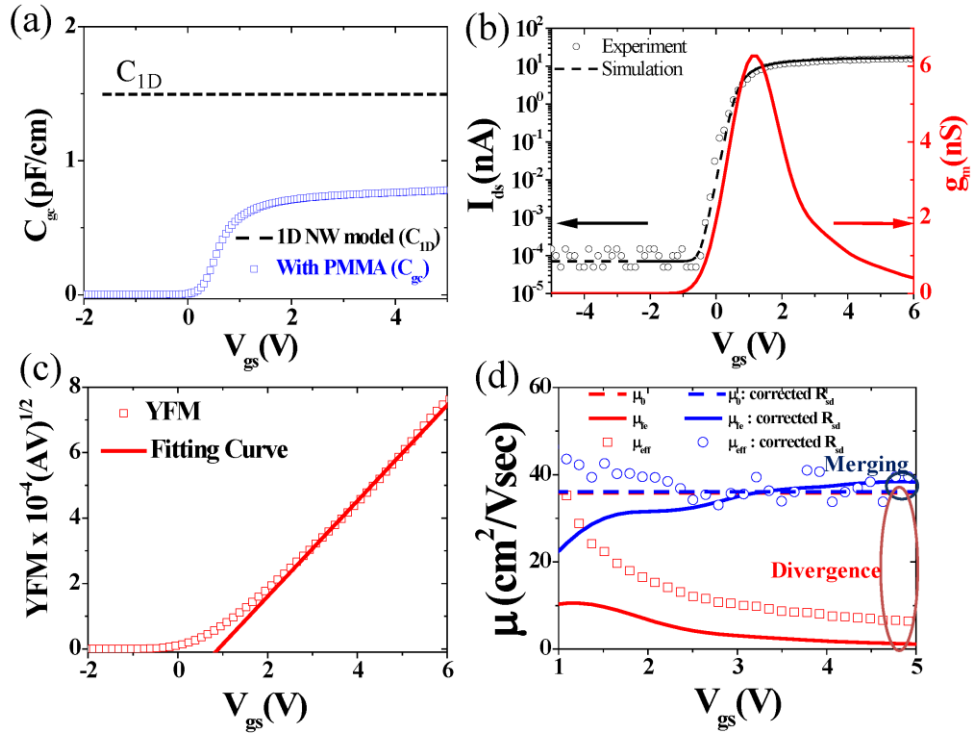 (a)
2
1
0
C1D
1D NW model (C1D)
With PMMA (Cgc)
Cgc(pF/cm)
-2 0 2 4
Vgs(V)
(b)
10^2
10^1
10^0
10^-1
10^-2
10^-3
10^-4
10^-5
Experiment
Simulation
Ids(nA)
6
4
2
0
gm(nS)
-4 -2 0 2 4 6
Vgs(V)
(c)
8
6
4
2
0
YFM
Fitting Curve
YFM x 10^-4(AV)^1/2
-2 0 2 4 6
Vgs(V)
(d)
60
40
20
0
μ0 μ0: corrected Rsd
μfe μfe : corrected Rsd
μeff μeff : corrected Rsd
Merging
Divergence
μ(cm^2/Vsec)
1 2 3 4 5
Vgs(V)